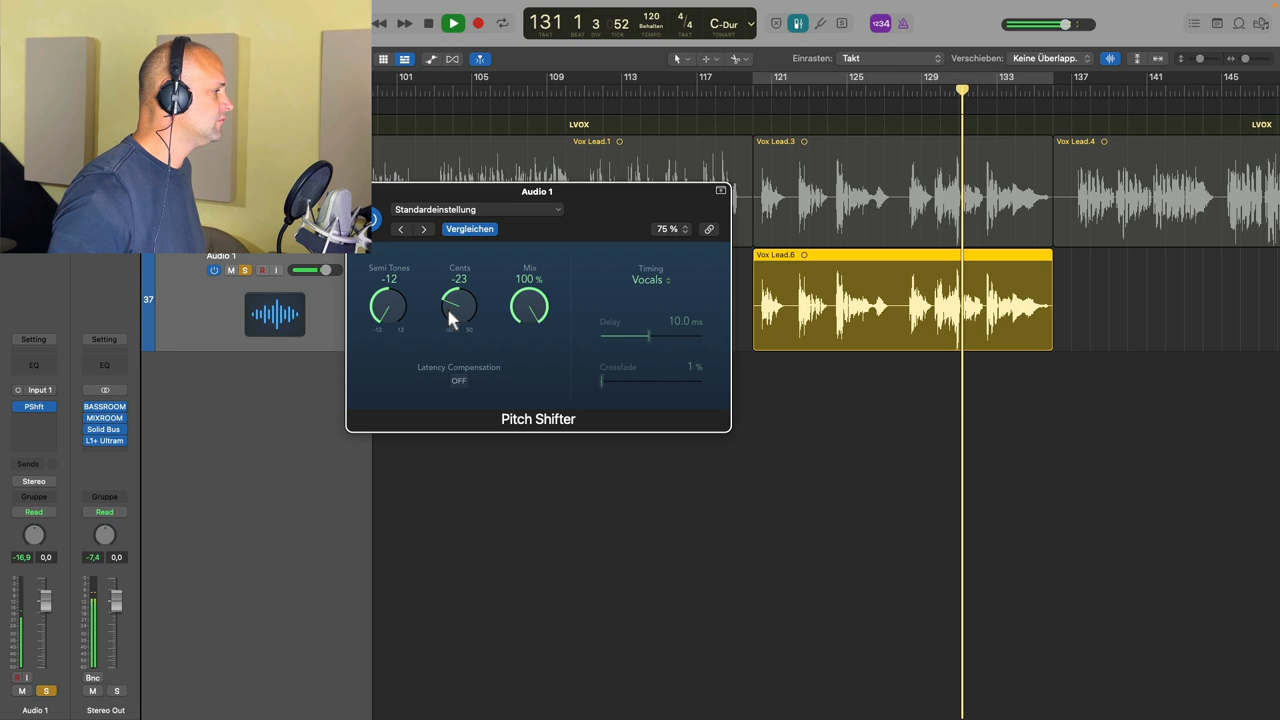 131 1 3 052
120
Behalten
4/4
C-Dur
1234
TAKT BEAT DIV TICK TEMPO TAKT TONART
Einrasten: Takt Verschieben: Keine Überlapp.
101 105 109 113 117 121 125 129 133 137 141 145
LVOX LVOX
Vox Lead.1 Vox Lead.3 Vox Lead.4
Audio 1
Standardeinstellung
Vergleichen 75 %
Semi Tones Cents Mix Timing
-12 -23 100 % Vocals
-12 12 50
Delay 10.0 ms
Latency Compensation Crossfade 1 %
OFF
Pitch Shifter
Vox Lead.6
Audio 1
M S R I
37
Setting Setting
EQ EQ
Input 1
PShft BASSROOM
MIXROOM
Solid Bus
L1+ Ultram
Sends
Stereo
Gruppe Gruppe
Read Read
-16,9 0,0 -7,4 0,0
R I Bnc
M S M S
Audio 1 Stereo Out